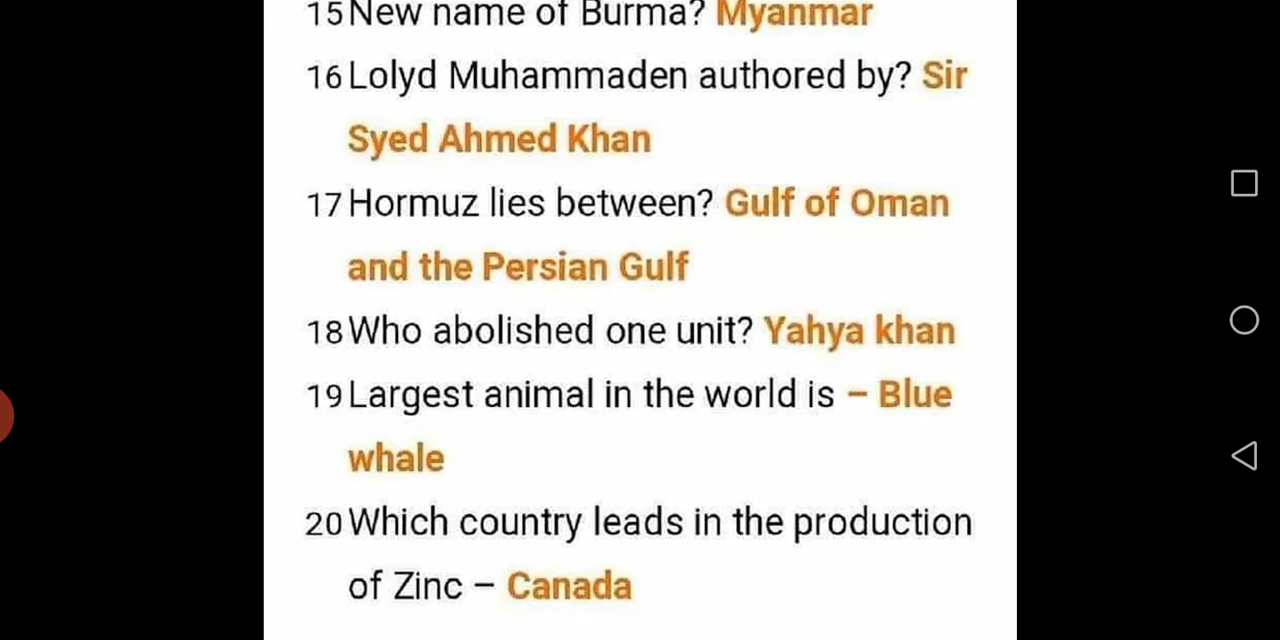 15 New name of Burma? Myanmar
16 Lolyd Muhammaden authored by? Sir
Syed Ahmed Khan
17 Hormuz lies between? Gulf of Oman
and the Persian Gulf
18 Who abolished one unit? Yahya khan
19 Largest animal in the world is – Blue
whale
20 Which country leads in the production
of Zinc – Canada